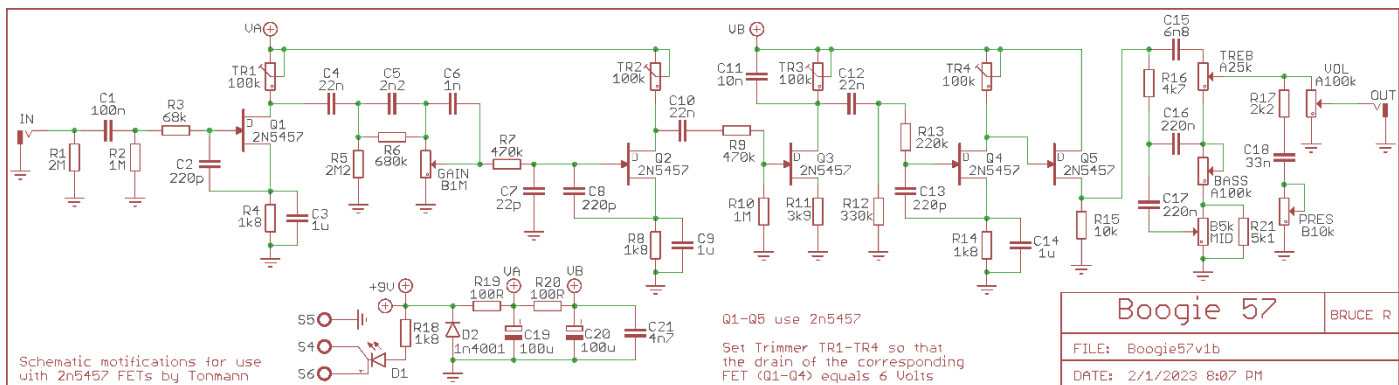 VA
TR1
100k
C4
22n
C5
2n2
C6
1n
TR2
100k
C10
22n
VB
C11
10n
TR3
100k
C12
22n
TR4
100k
C15
6n8
TREB
A25k
VOL
A100k
R16
4k7
R17
2k2
OUT
IN
C1
100n
R3
68k
D
Q1
2N5457
R1
2M
R2
1M
C2
220p
R4
1k8
C3
1u
R5
2M2
R6
680k
GAIN
B1M
R7
470k
C7
22p
C8
220p
D
Q2
2N5457
R8
1k8
C9
1u
R9
470k
D
Q3
2N5457
R10
1M
R11
3k9
R12
330k
R13
220k
D
Q4
2N5457
C13
220p
R14
1k8
C14
1u
D
Q5
2N5457
R15
10k
C16
220n
C17
220n
BASS
A100k
B5k
MID
R21
5k1
C18
33n
PRES
B10k
+9V
R19
100R
VA
R20
100R
VB
S5
S4
S6
D1
R18
1k8
D2
1n4001
C19
100u
C20
100u
C21
4n7
Schematic motifications for use
with 2n5457 FETs by Tonmann
Q1-Q5 use 2n5457
Set Trimmer TR1-TR4 so that
the drain of the corresponding
FET (Q1-Q4) equals 6 Volts
Boogie 57
BRUCE R
FILE: Boogie57v1b
DATE: 2/1/2023 8:07 PM